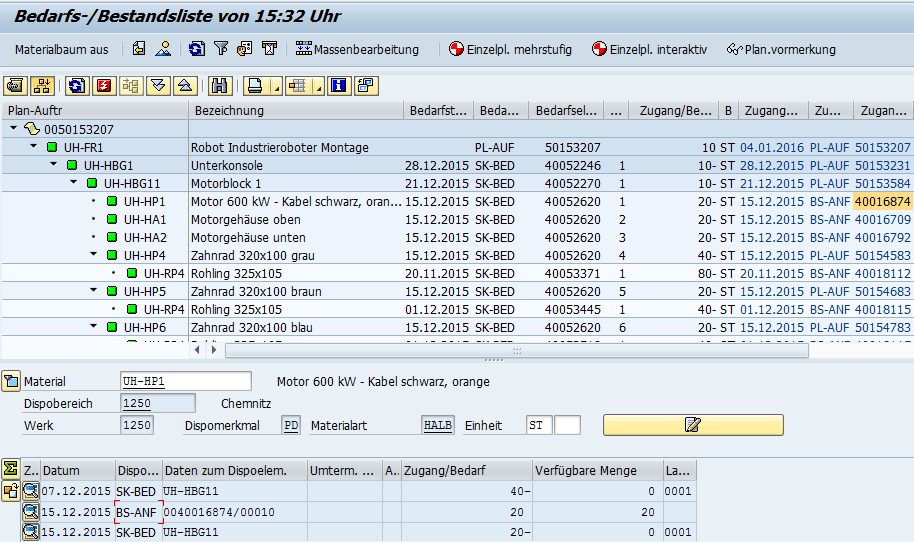 Bedarfs-/Bestandsliste von 15:32 Uhr
Materialbaum aus Massenbearbeitung Einzelpl. mehrstufig Einzelpl. interaktiv Plan.vormerkung
Plan-Auftr Bezeichnung Bedarfst... Beda... Bedarfsel... ... Zugang/Be... B Zugang... Zu... Zugan...
0050153207
UH-FR1 Robot Industrieroboter Montage PL-AUF 50153207 10 ST 04.01.2016 PL-AUF 50153207
UH-HBG1 Unterkonsole 28.12.2015 SK-BED 40052246 1 10- ST 28.12.2015 PL-AUF 50153231
UH-HBG11 Motorblock 1 21.12.2015 SK-BED 40052270 1 10- ST 21.12.2015 PL-AUF 50153584
UH-HP1 Motor 600 kW - Kabel schwarz, oran... 15.12.2015 SK-BED 40052620 1 20- ST 15.12.2015 BS-ANF 40016874
UH-HA1 Motorgehäuse oben 15.12.2015 SK-BED 40052620 2 20- ST 15.12.2015 BS-ANF 40016709
UH-HA2 Motorgehäuse unten 15.12.2015 SK-BED 40052620 3 20- ST 15.12.2015 BS-ANF 40016792
UH-HP4 Zahnrad 320x100 grau 15.12.2015 SK-BED 40052620 4 40- ST 15.12.2015 PL-AUF 50154583
UH-RP4 Rohling 325x105 20.11.2015 SK-BED 40053371 1 80- ST 20.11.2015 BS-ANF 40018112
UH-HP5 Zahnrad 320x100 braun 15.12.2015 SK-BED 40052620 5 20- ST 15.12.2015 PL-AUF 50154683
UH-RP4 Rohling 325x105 01.12.2015 SK-BED 40053445 1 40- ST 01.12.2015 BS-ANF 40018115
UH-HP6 Zahnrad 320x100 blau 15.12.2015 SK-BED 40052620 6 20- ST 15.12.2015 PL-AUF 50154783
Material UH-HP1 Motor 600 kW - Kabel schwarz, orange
Dispobereich 1250 Chemnitz
Werk 1250 Dispomerkmal PD Materialart HALB Einheit ST
Z.. Datum Dispo... Daten zum Dispoelem. Umterm. ... A.. Zugang/Bedarf Verfügbare Menge La...
07.12.2015 SK-BED UH-HBG11 40- 0 0001
15.12.2015 BS-ANF 0040016874/00010 20 20
15.12.2015 SK-BED UH-HBG11 20- 0 0001